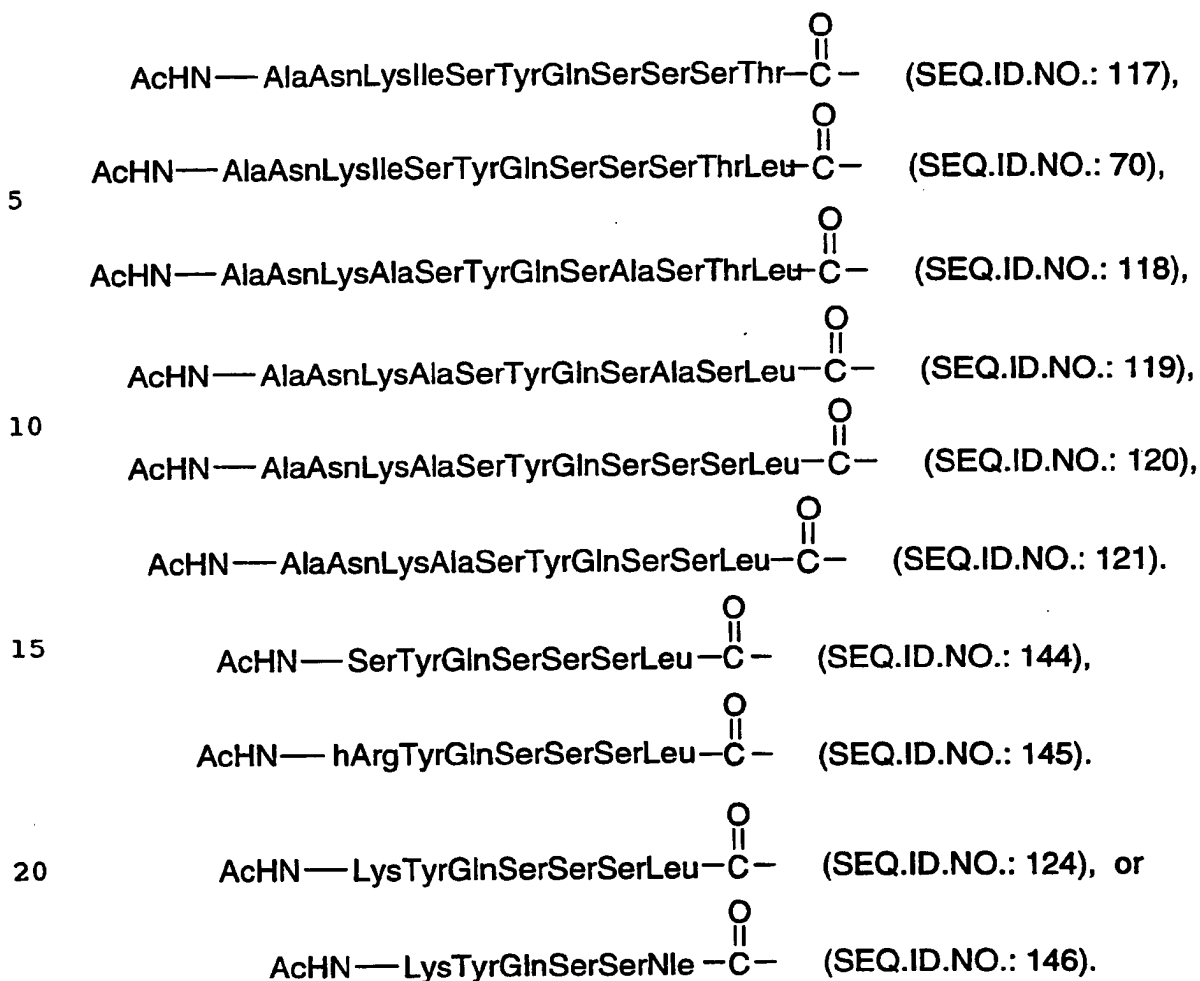 O
AcHN—AlaAsnLysIleSerTyrGlnSerSerSerThr–C– (SEQ.ID.NO.: 117),
O
AcHN—AlaAsnLysIleSerTyrGlnSerSerSerThrLeu–C– (SEQ.ID.NO.: 70),
5
O
AcHN—AlaAsnLysAlaSerTyrGlnSerAlaSerThrLeu–C– (SEQ.ID.NO.: 118),
O
AcHN—AlaAsnLysAlaSerTyrGlnSerAlaSerLeu–C– (SEQ.ID.NO.: 119),
10
O
AcHN—AlaAsnLysAlaSerTyrGlnSerSerSerLeu–C– (SEQ.ID.NO.: 120),
O
AcHN—AlaAsnLysAlaSerTyrGlnSerSerLeu–C– (SEQ.ID.NO.: 121).
O
15
AcHN—SerTyrGlnSerSerSerLeu–C– (SEQ.ID.NO.: 144),
O
AcHN—hArgTyrGlnSerSerSerLeu–C– (SEQ.ID.NO.: 145).
O
20
AcHN—LysTyrGlnSerSerSerLeu–C– (SEQ.ID.NO.: 124), or
O
AcHN—LysTyrGlnSerSerNle–C– (SEQ.ID.NO.: 146).